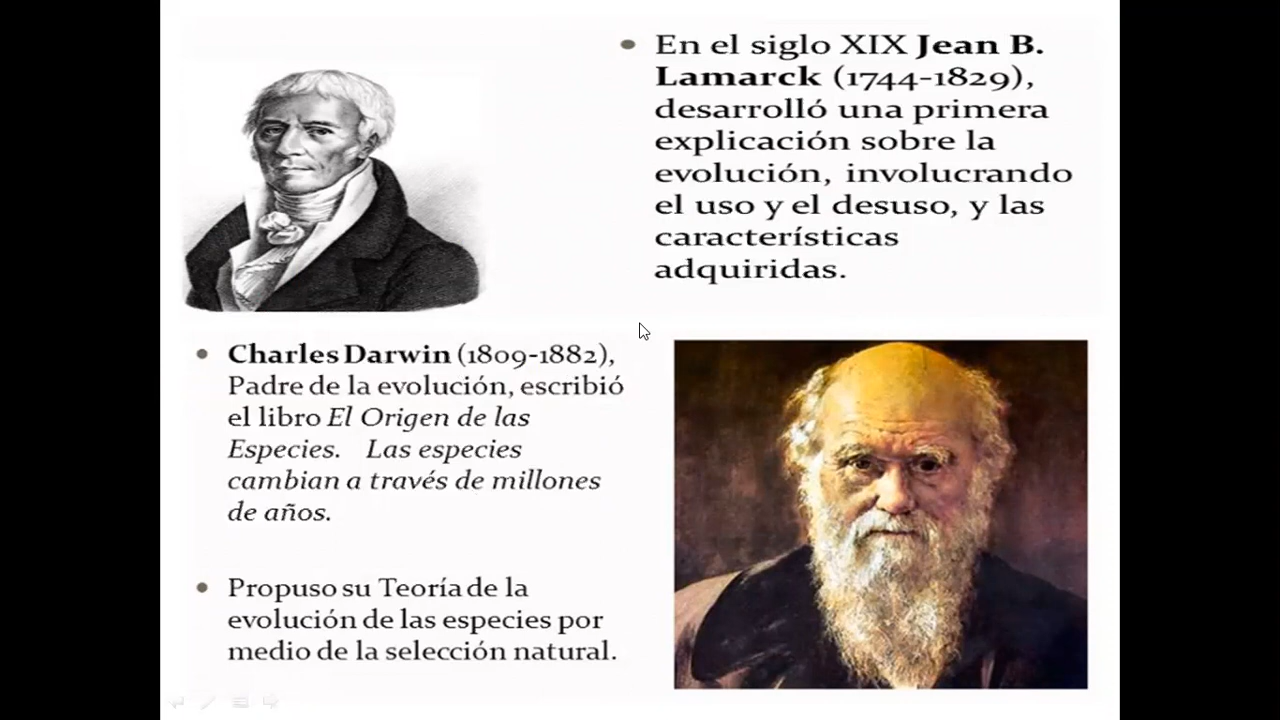 • En el siglo XIX Jean B.
Lamarck (1744-1829),
desarrolló una primera
explicación sobre la
evolución, involucrando
el uso y el desuso, y las
características
adquiridas.
• Charles Darwin (1809-1882),
Padre de la evolución, escribió
el libro El Origen de las
Especies. Las especies
cambian a través de millones
de años.
• Propuso su Teoría de la
evolución de las especies por
medio de la selección natural.